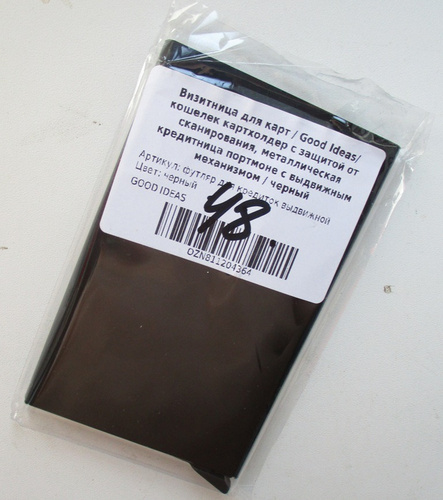 Визитница для карт / Good Ideas/
кошелек картхолдер с защитой от
сканирования, металлическая
кредитница портмоне с выдвижным
механизмом / черный
Артикул: футляр для кредиток выдвижной
Цвет: черный
GOOD IDEAS
48.
OZN811204364